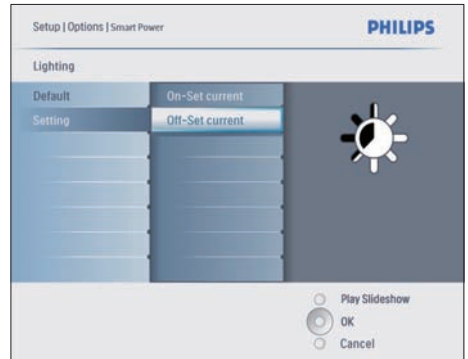 Setup | Options | Smart Power
PHILIPS
Lighting
Default
On-Set current
Setting
Off-Set current
Play Slideshow
OK
Cancel